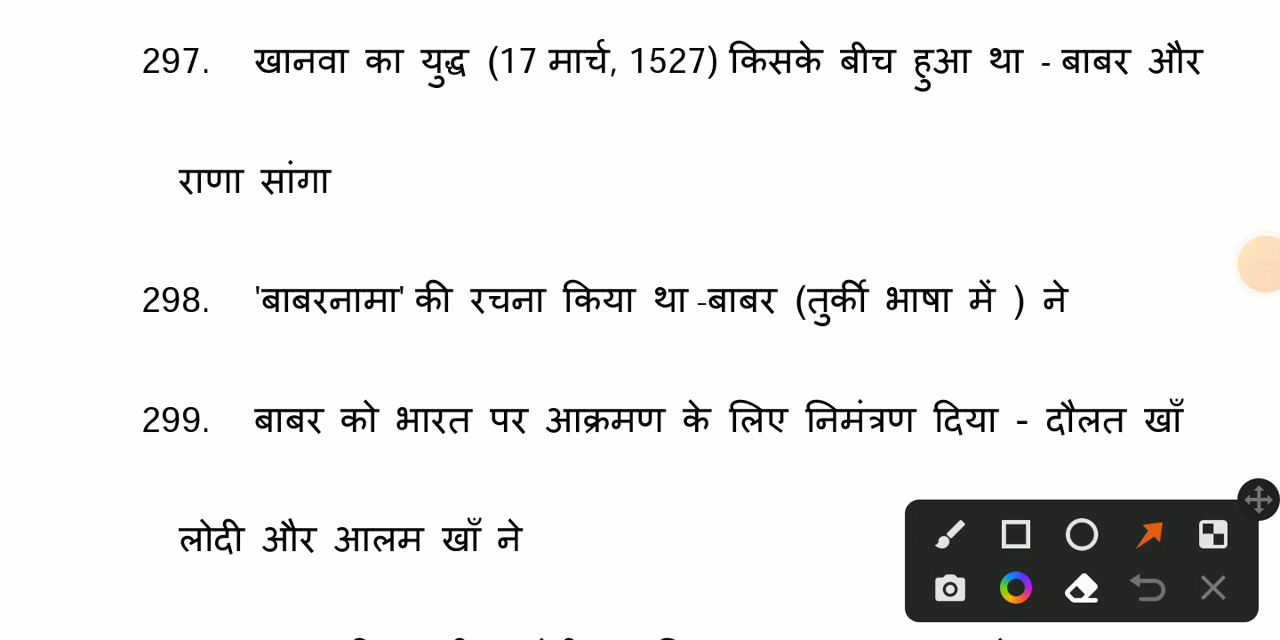 297. खानवा का युद्ध (17 मार्च, 1527) किसके बीच हुआ था - बाबर और
राणा सांगा
298. 'बाबरनामा' की रचना किया था -बाबर (तुर्की भाषा में ) ने
299. बाबर को भारत पर आक्रमण के लिए निमंत्रण दिया - दौलत खाँ
लोदी और आलम खाँ ने